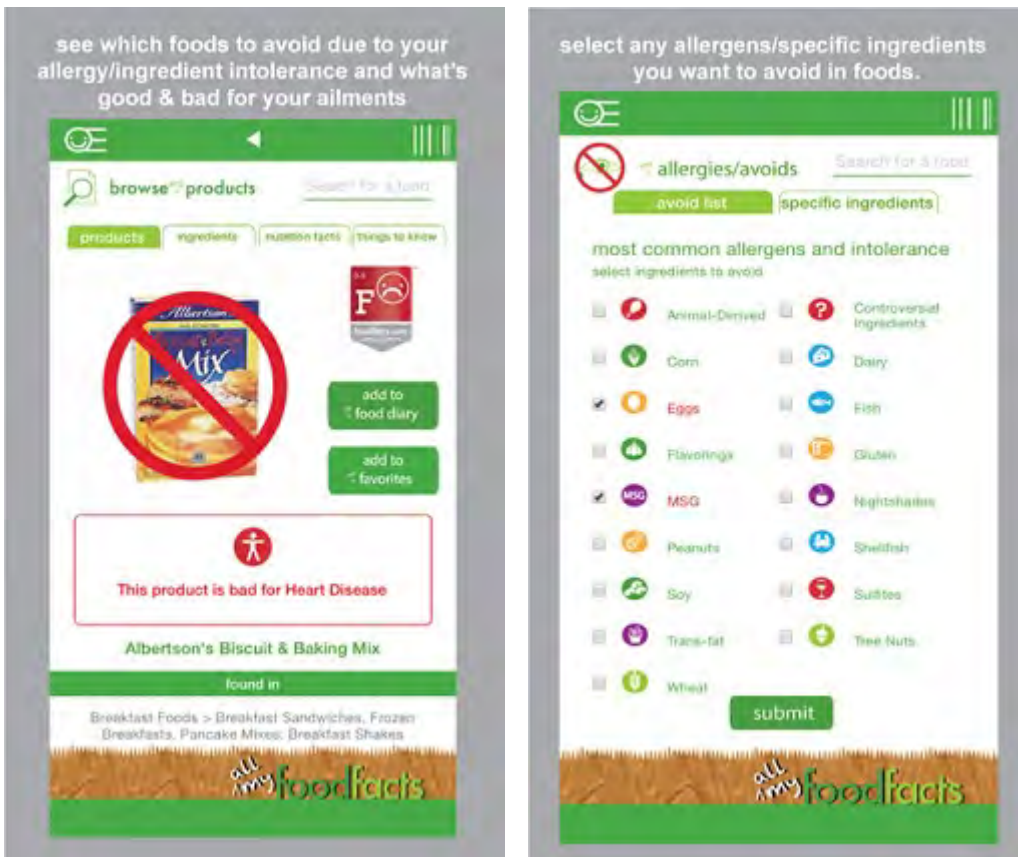 see which foods to avoid due to your
allergy/ingredient intolerance and what's
good & bad for your ailments
browse products
Search for a food
products
ingredients
nutrition facts
things to know
Albertson's
Mix
F
add to
food diary
add to
favorites
This product is bad for Heart Disease
Albertson's Biscuit & Baking Mix
found in
Breakfast Foods > Breakfast Sandwiches, Frozen
Breakfasts, Pancake Mixes, Breakfast Shakes
all my foodfacts
select any allergens/specific ingredients
you want to avoid in foods.
allergies/avoids
Search for a food
avoid list
specific ingredients
most common allergens and intolerance
select ingredients to avoid
Animal-Derived
?
Controversial
Ingredients
Corn
Dairy
Eggs
Fish
Flavorings
Gluten
MSG
MSG
Nightshades
Peanuts
Shellfish
Soy
Sulfites
Trans-fat
Tree Nuts
Wheat
submit
all my foodfacts